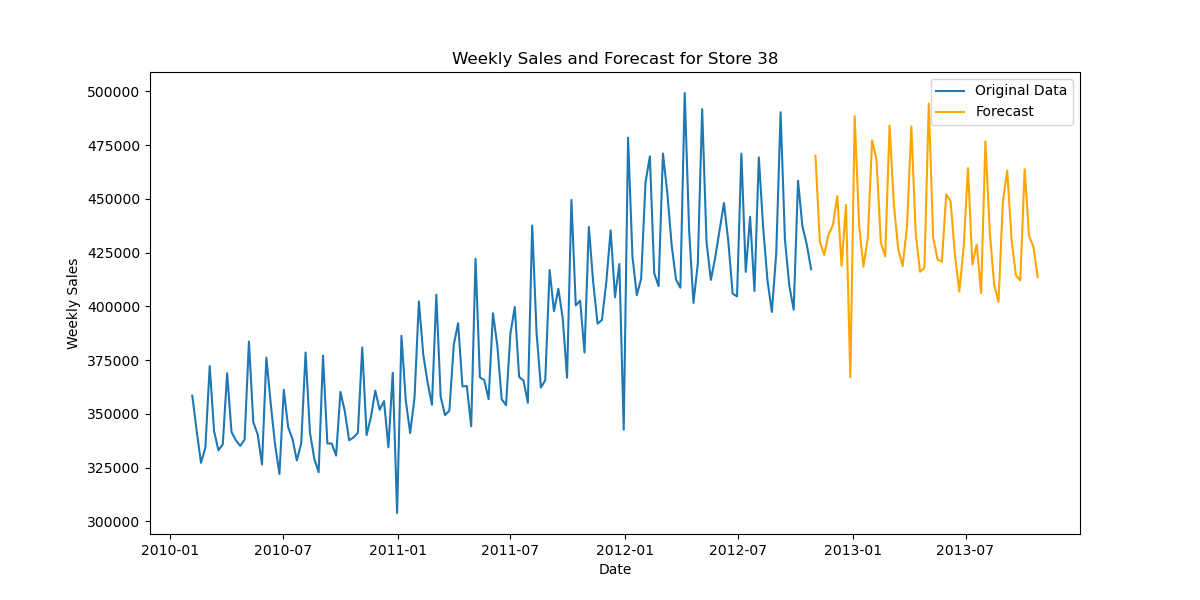 Weekly Sales and Forecast for Store 38
Original Data
Forecast
500000
475000
450000
425000
400000
375000
350000
325000
300000
Weekly Sales
2010-01 2010-07 2011-01 2011-07 2012-01 2012-07 2013-01 2013-07
Date